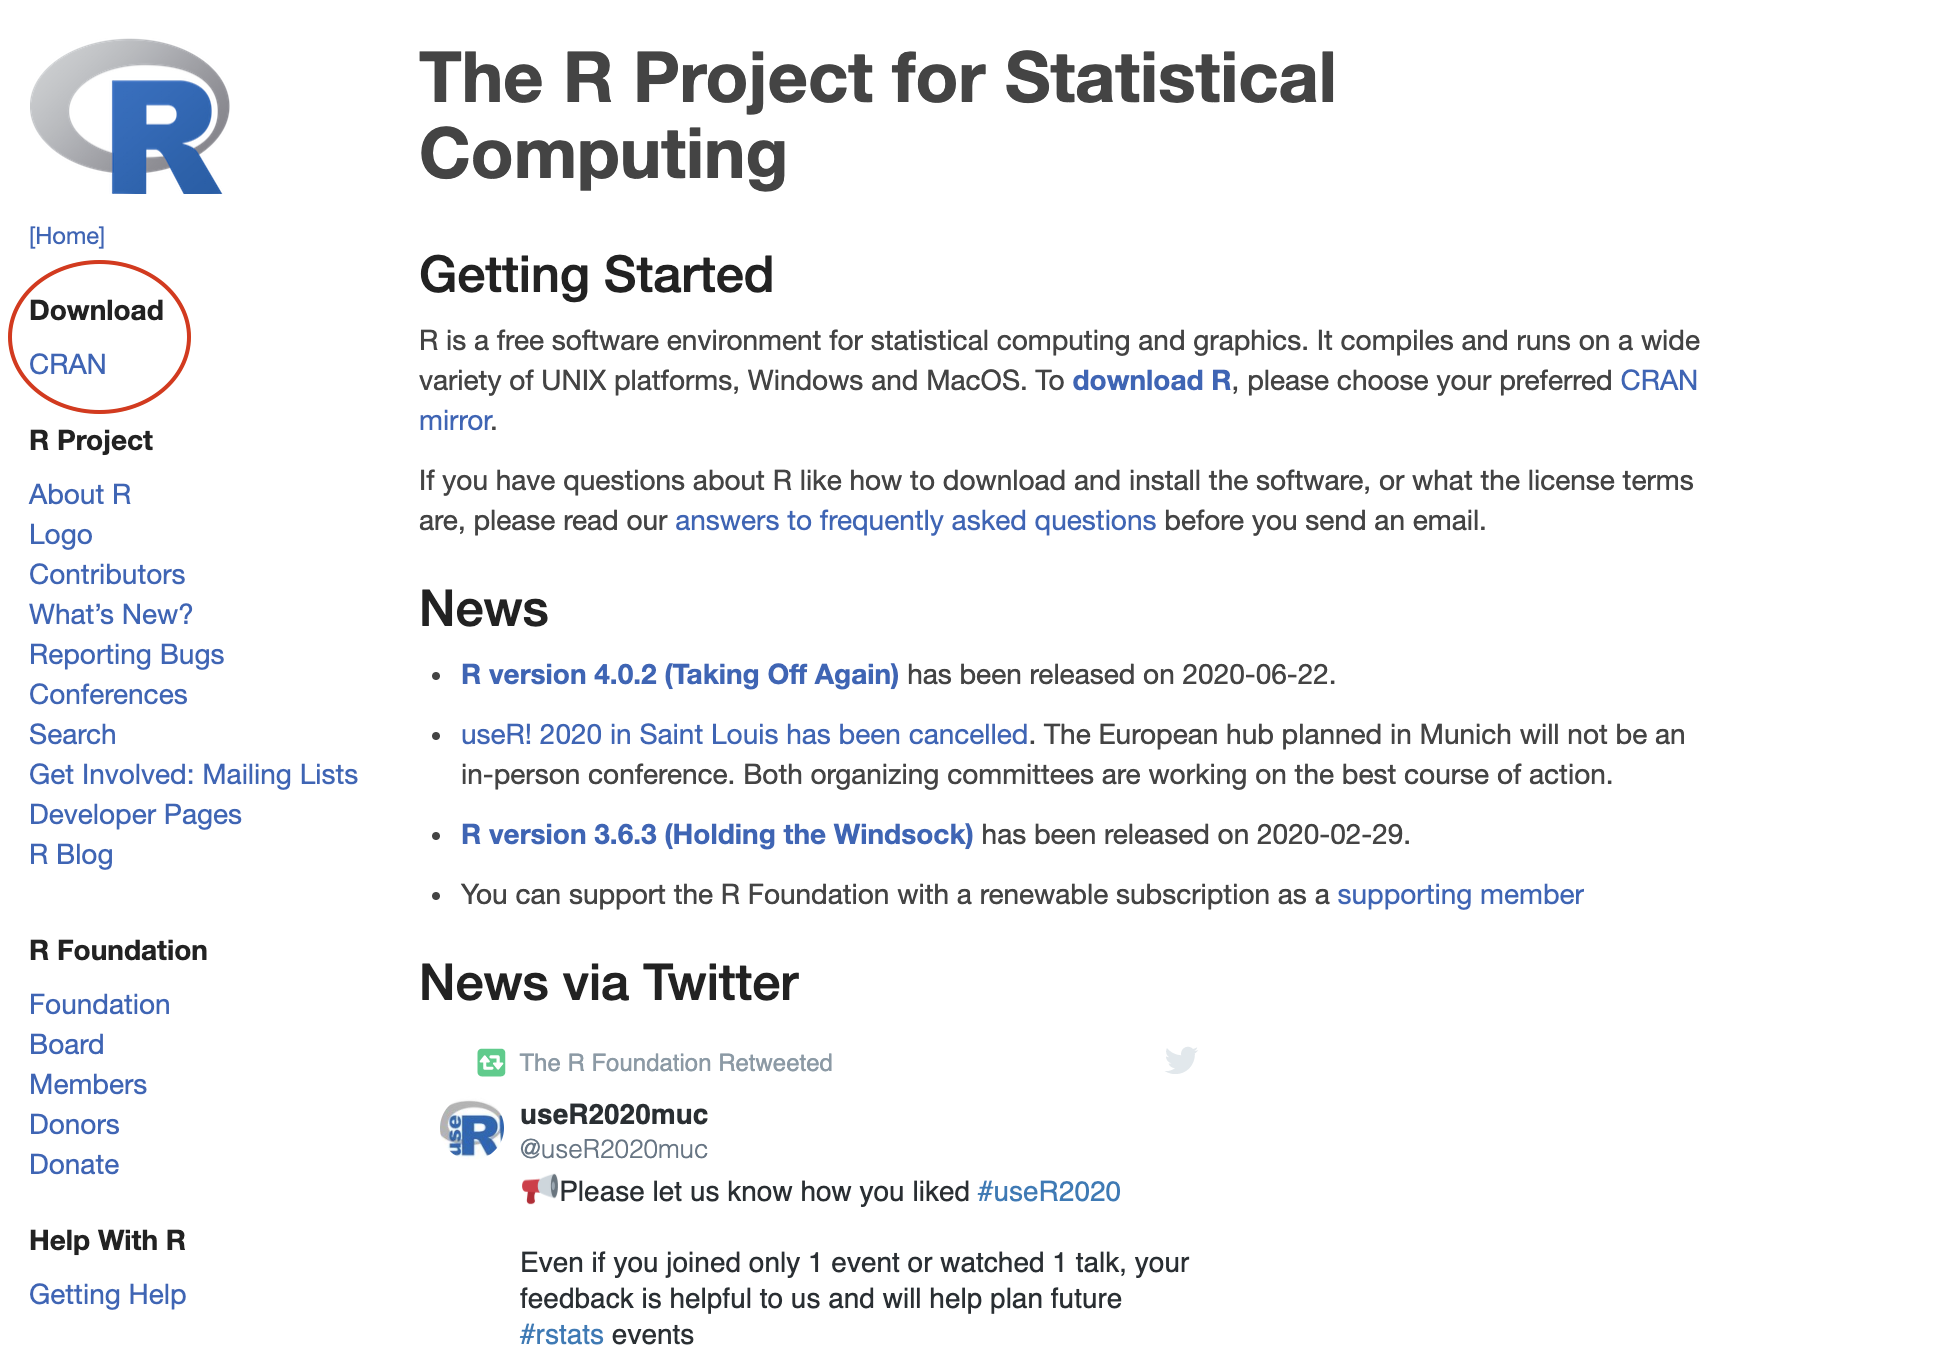 R
[Home]
Download
CRAN
R Project
About R
Logo
Contributors
What’s New?
Reporting Bugs
Conferences
Search
Get Involved: Mailing Lists
Developer Pages
R Blog
R Foundation
Foundation
Board
Members
Donors
Donate
Help With R
Getting Help
The R Project for Statistical
Computing
Getting Started
R is a free software environment for statistical computing and graphics. It compiles and runs on a wide
variety of UNIX platforms, Windows and MacOS. To download R, please choose your preferred CRAN
mirror.
If you have questions about R like how to download and install the software, or what the license terms
are, please read our answers to frequently asked questions before you send an email.
News
• R version 4.0.2 (Taking Off Again) has been released on 2020-06-22.
• useR! 2020 in Saint Louis has been cancelled. The European hub planned in Munich will not be an
in-person conference. Both organizing committees are working on the best course of action.
• R version 3.6.3 (Holding the Windsock) has been released on 2020-02-29.
• You can support the R Foundation with a renewable subscription as a supporting member
News via Twitter
The R Foundation Retweeted
use R
useR2020muc
@useR2020muc
📢Please let us know how you liked #useR2020
Even if you joined only 1 event or watched 1 talk, your
feedback is helpful to us and will help plan future
#rstats events